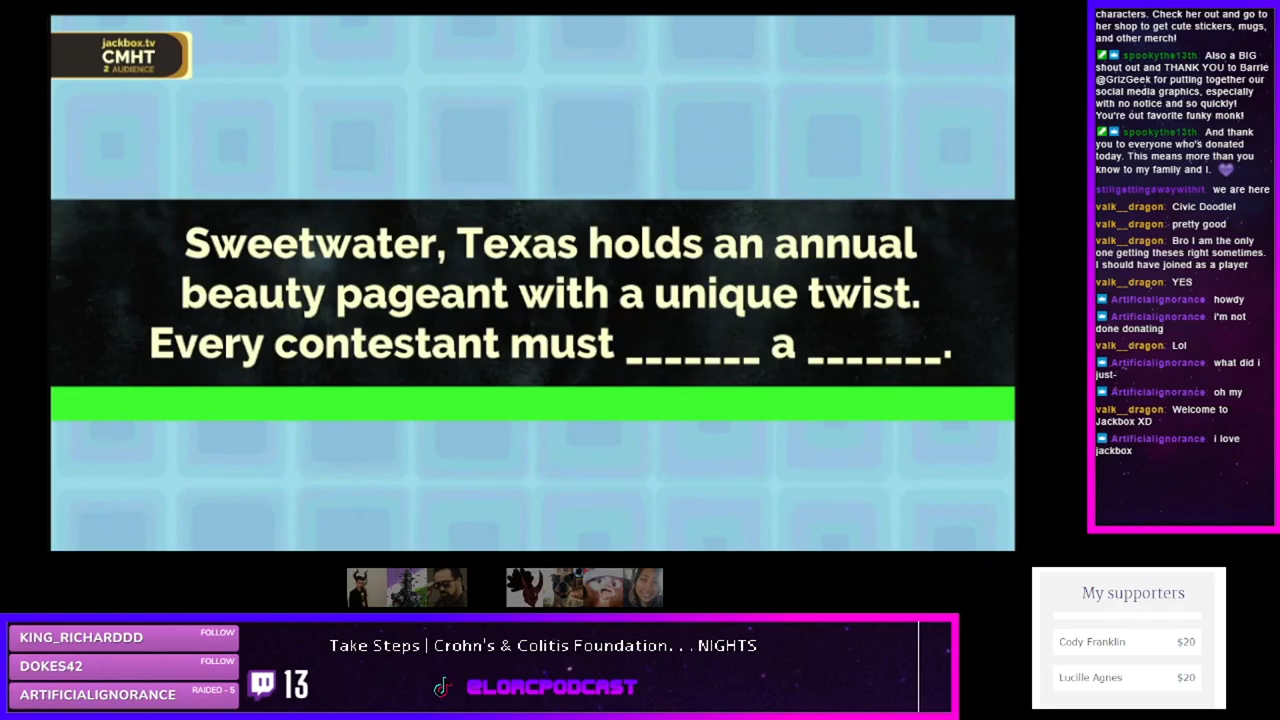 jackbox.tv
CMHT
2 AUDIENCE
Sweetwater, Texas holds an annual
beauty pageant with a unique twist.
Every contestant must _______ a _______.
characters. Check her out and go to
her shop to get cute stickers, mugs,
and other merch!
spookythe13th: Also a BIG
shout out and THANK YOU to Barrie
@GrizGeek for putting together our
social media graphics, especially
with no notice and so quickly!
You're out favorite funky monk!
spookythe13th: And thank
you to everyone who's donated
today. This means more than you
know to my family and I.
stillgettingawaywithit: we are here
valk__dragon: Civic Doodle!
valk__dragon: pretty good
valk__dragon: Bro I am the only
one getting theses right sometimes.
I should have joined as a player
valk__dragon: YES
Artificialignorance: howdy
Artificialignorance: i'm not
done donating
valk__dragon: Lol
Artificialignorance: what did i
just-
Artificialignorance: oh my
valk__dragon: Welcome to
Jackbox XD
Artificialignorance: i love
jackbox
My supporters
Cody Franklin $20
Lucille Agnes $20
KING_RICHARDDD FOLLOW
DOKES42 FOLLOW
ARTIFICIALIGNORANCE RAIDED - 5
13
Take Steps | Crohn's & Colitis Foundation. . . NIGHTS
@LORCPODCAST